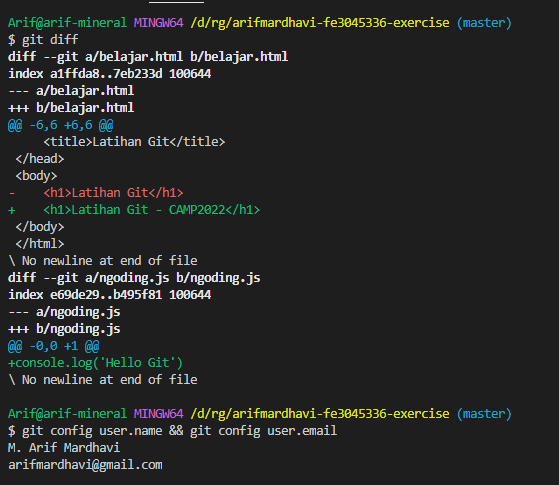 Arif@arif-mineral MINGW64 /d/rg/arifmardhavi-fe3045336-exercise (master)
$ git diff
diff --git a/belajar.html b/belajar.html
index a1ffda8..7eb233d 100644
--- a/belajar.html
+++ b/belajar.html
@@ -6,6 +6,6 @@
     <title>Latihan Git</title>
 </head>
 <body>
-    <h1>Latihan Git</h1>
+    <h1>Latihan Git - CAMP2022</h1>
 </body>
 </html>
\ No newline at end of file
diff --git a/ngoding.js b/ngoding.js
index e69de29..b495f81 100644
--- a/ngoding.js
+++ b/ngoding.js
@@ -0,0 +1 @@
+console.log('Hello Git')
\ No newline at end of file
Arif@arif-mineral MINGW64 /d/rg/arifmardhavi-fe3045336-exercise (master)
$ git config user.name && git config user.email
M. Arif Mardhavi
arifmardhavi@gmail.com